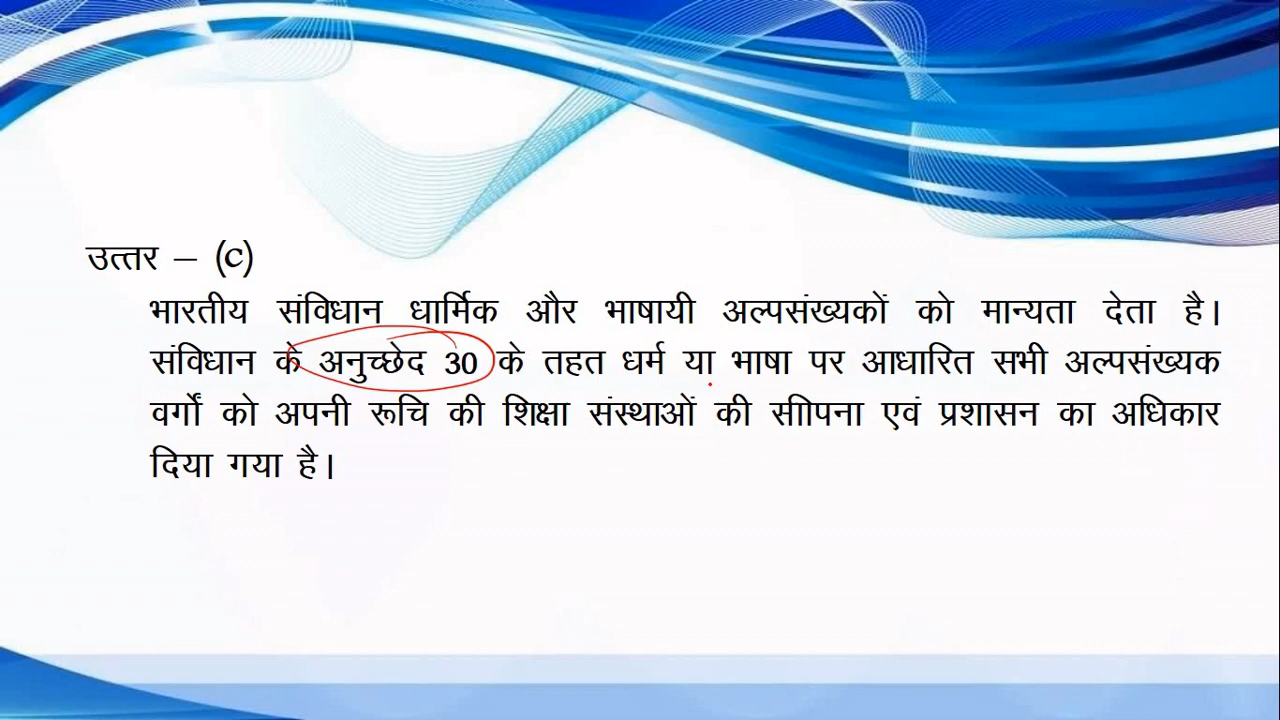 उत्तर – (c)
भारतीय संविधान धार्मिक और भाषायी अल्पसंख्यकों को मान्यता देता है।
संविधान के अनुच्छेद 30 के तहत धर्म या भाषा पर आधारित सभी अल्पसंख्यक
वर्गों को अपनी रूचि की शिक्षा संस्थाओं की साीपना एवं प्रशासन का अधिकार
दिया गया है।